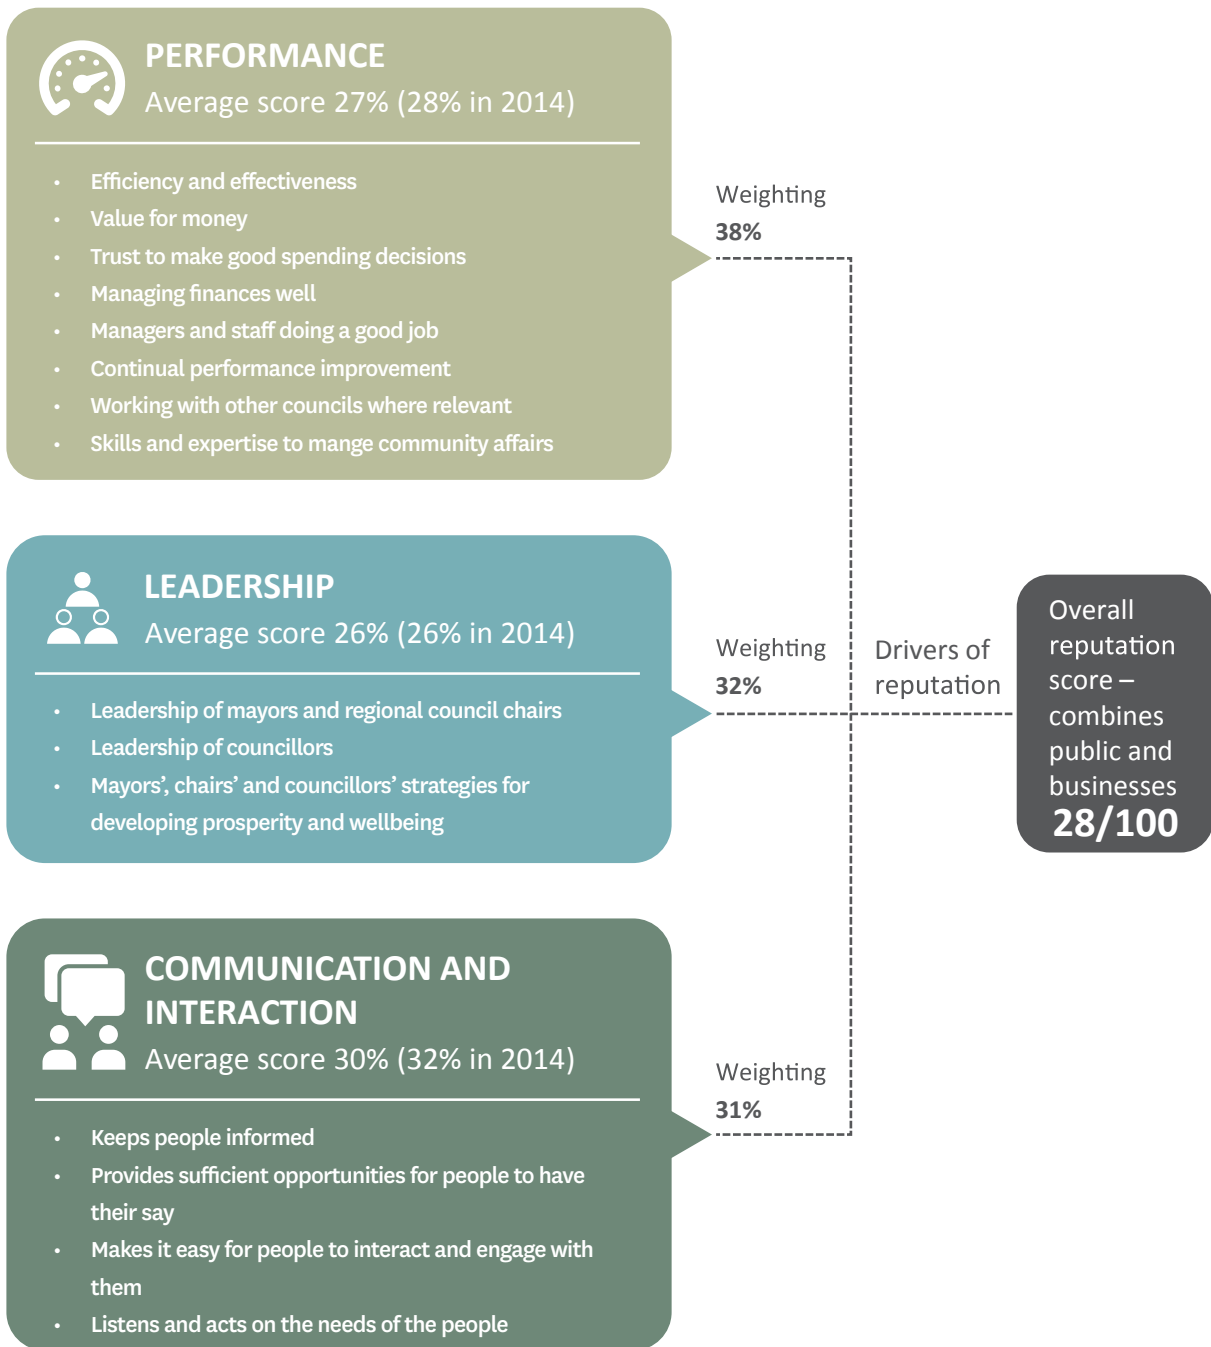 PERFORMANCE
Average score 27% (28% in 2014)
• Efficiency and effectiveness
• Value for money
• Trust to make good spending decisions
• Managing finances well
• Managers and staff doing a good job
• Continual performance improvement
• Working with other councils where relevant
• Skills and expertise to mange community affairs
Weighting
38%
LEADERSHIP
Average score 26% (26% in 2014)
• Leadership of mayors and regional council chairs
• Leadership of councillors
• Mayors’, chairs’ and councillors’ strategies for
developing prosperity and wellbeing
Weighting
32%
Drivers of
reputation
Overall
reputation
score –
combines
public and
businesses
28/100
COMMUNICATION AND
INTERACTION
Average score 30% (32% in 2014)
• Keeps people informed
• Provides sufficient opportunities for people to have
their say
• Makes it easy for people to interact and engage with
them
• Listens and acts on the needs of the people
Weighting
31%